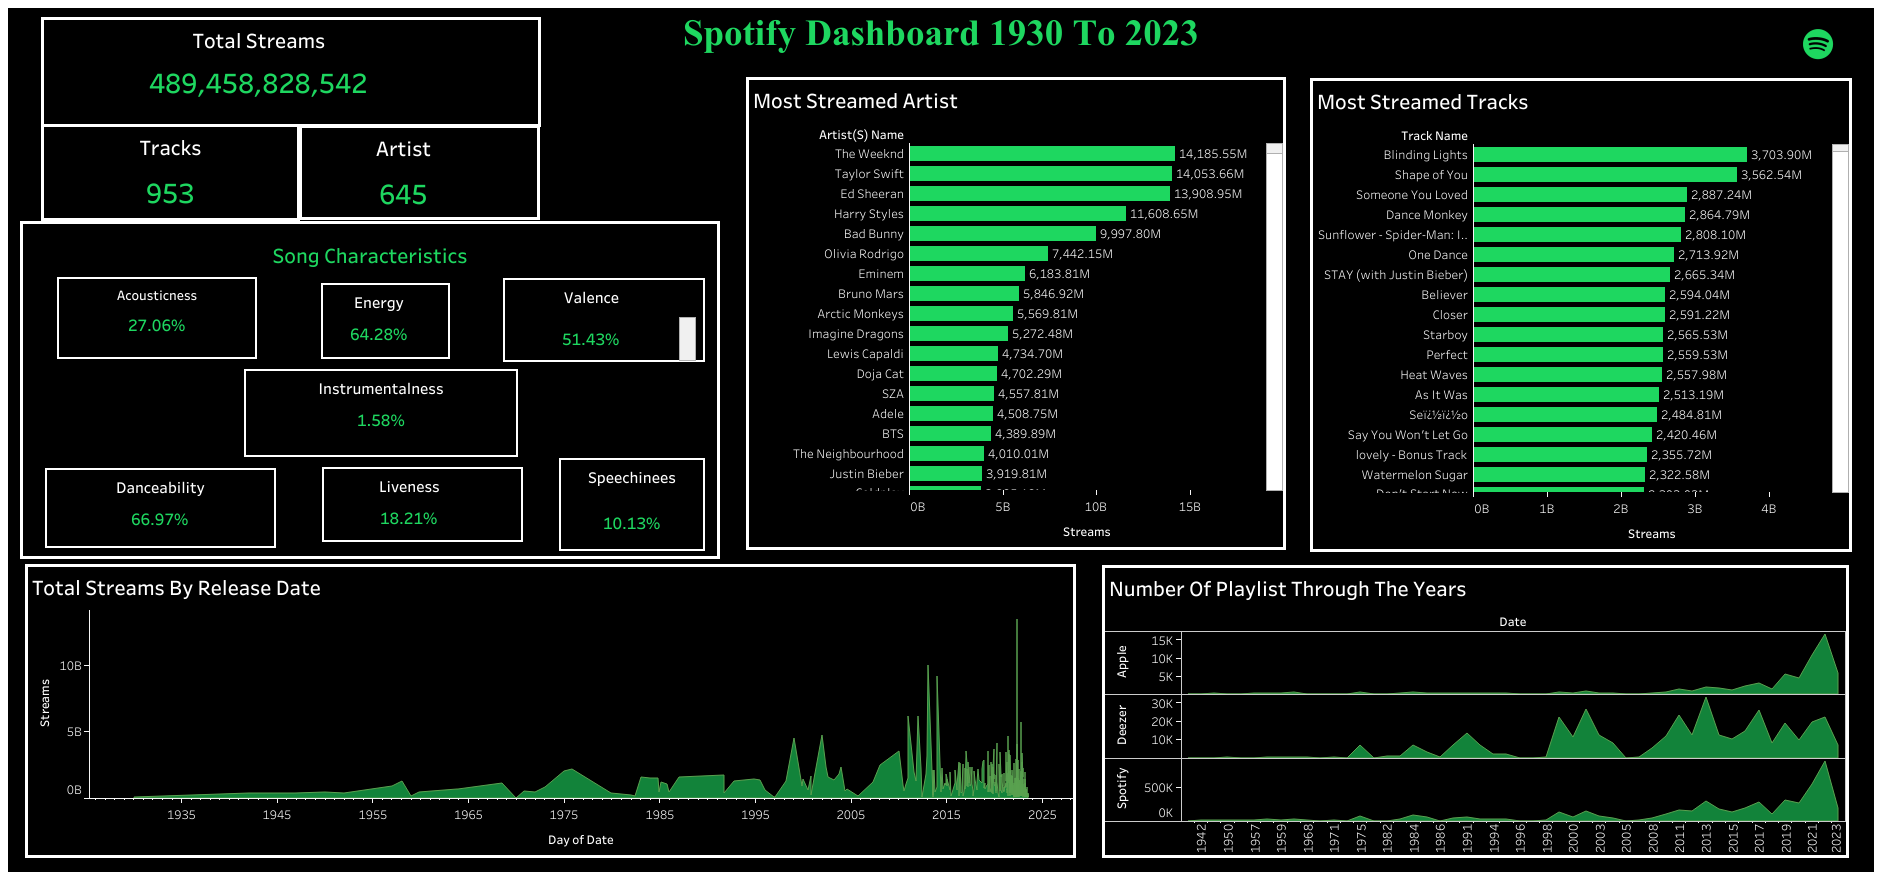 Spotify Dashboard 1930 To 2023
Total Streams
489,458,828,542
Tracks
953
Artist
645
Song Characteristics
Acousticness
27.06%
Energy
64.28%
Valence
51.43%
Instrumentalness
1.58%
Danceability
66.97%
Liveness
18.21%
Speechinees
10.13%
Most Streamed Artist
Artist(S) Name
The Weeknd 14,185.55M
Taylor Swift 14,053.66M
Ed Sheeran 13,908.95M
Harry Styles 11,608.65M
Bad Bunny 9,997.80M
Olivia Rodrigo 7,442.15M
Eminem 6,183.81M
Bruno Mars 5,846.92M
Arctic Monkeys 5,569.81M
Imagine Dragons 5,272.48M
Lewis Capaldi 4,734.70M
Doja Cat 4,702.29M
SZA 4,557.81M
Adele 4,508.75M
BTS 4,389.89M
The Neighbourhood 4,010.01M
Justin Bieber 3,919.81M
0B 5B 10B 15B
Streams
Most Streamed Tracks
Track Name
Blinding Lights 3,703.90M
Shape of You 3,562.54M
Someone You Loved 2,887.24M
Dance Monkey 2,864.79M
Sunflower - Spider-Man: I.. 2,808.10M
One Dance 2,713.92M
STAY (with Justin Bieber) 2,665.34M
Believer 2,594.04M
Closer 2,591.22M
Starboy 2,565.53M
Perfect 2,559.53M
Heat Waves 2,557.98M
As It Was 2,513.19M
Seï¿½ï¿½o 2,484.81M
Say You Won't Let Go 2,420.46M
lovely - Bonus Track 2,355.72M
Watermelon Sugar 2,322.58M
Don't Start Now
0B 1B 2B 3B 4B
Streams
Total Streams By Release Date
Streams
10B
5B
0B
1935 1945 1955 1965 1975 1985 1995 2005 2015 2025
Day of Date
Number Of Playlist Through The Years
Date
Apple
15K
10K
5K
Deezer
30K
20K
10K
Spotify
500K
0K
1942 1950 1957 1959 1968 1971 1975 1982 1984 1986 1991 1994 1996 1998 2000 2003 2005 2008 2011 2013 2015 2017 2019 2021 2023